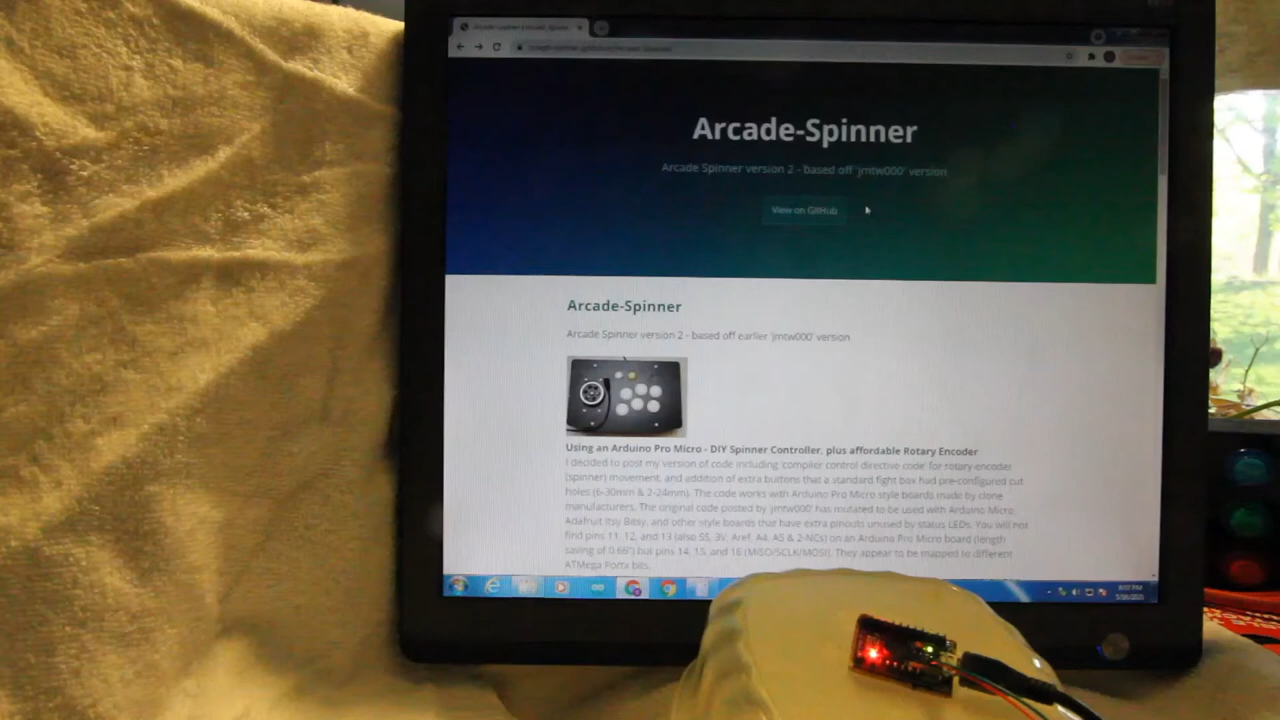 Arcade-Spinner
Arcade Spinner version 2 - based off 'jmtw000' version
View on GitHub
Arcade-Spinner
Arcade Spinner version 2 - based off earlier 'jmtw000' version
Using an Arduino Pro Micro - DIY Spinner Controller, plus affordable Rotary Encoder
I decided to post my version of code including 'compiler control directive code' for rotary encoder
(spinner) movement, and addition of extra buttons that a standard fight box had pre-configured cut
holes (6-30mm & 2-24mm). The code works with Arduino Pro Micro style boards made by clone
manufacturers. The original code posted by 'jmtw000' has mutated to be used with Arduino Micro,
Adafruit Itsy Bitsy, and other style boards that have extra pinouts unused by status LEDs. You will not
find pins 11, 12, and 13 (also SS, 3V, Aref, A4, A5 & 2-NCs) on an Arduino Pro Micro board (length
saving of 0.66") but pins 14, 15, and 16 (MISO/SCLK/MOSI). They appear to be mapped to different
ATMega Portx bits.